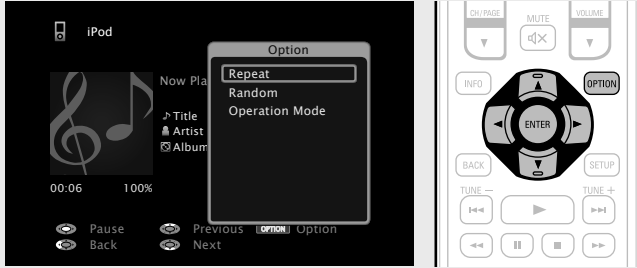 iPod
Option
Repeat
Random
Operation Mode
Now Pla
Title
Artist
Album
00:06 100%
Pause Previous OPTION Option
Back Next
CH/PAGE MUTE VOLUME
INFO OPTION
ENTER
BACK SETUP
TUNE − TUNE +